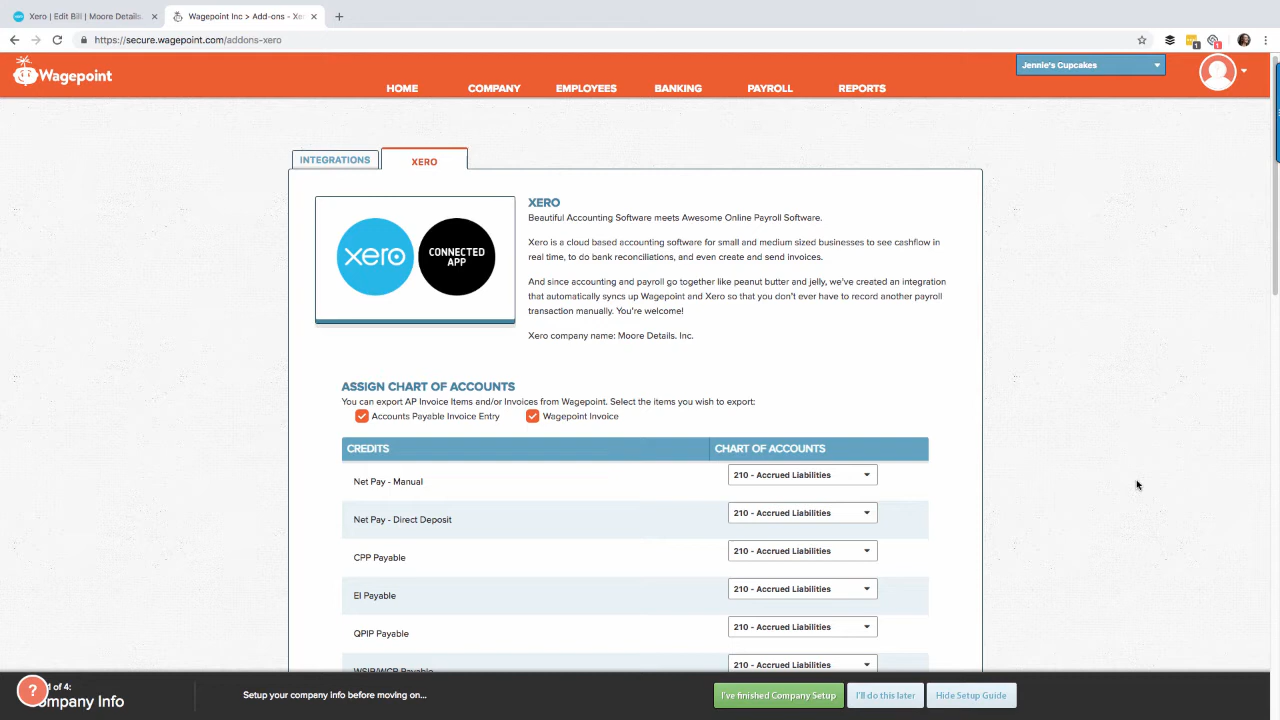 Xero | Edit Bill | Moore Details.
Wagepoint Inc > Add-ons - Xe
https://secure.wagepoint.com/addons-xero
1
1
Wagepoint
Jennie's Cupcakes
HOME
COMPANY
EMPLOYEES
BANKING
PAYROLL
REPORTS
INTEGRATIONS
XERO
xero
CONNECTED
APP
XERO
Beautiful Accounting Software meets Awesome Online Payroll Software.
Xero is a cloud based accounting software for small and medium sized businesses to see cashflow in
real time, to do bank reconciliations, and even create and send invoices.
And since accounting and payroll go together like peanut butter and jelly, we've created an integration
that automatically syncs up Wagepoint and Xero so that you don't ever have to record another payroll
transaction manually. You're welcome!
Xero company name: Moore Details. Inc.
ASSIGN CHART OF ACCOUNTS
You can export AP Invoice Items and/or Invoices from Wagepoint. Select the items you wish to export:
Accounts Payable Invoice Entry
Wagepoint Invoice
CREDITS
CHART OF ACCOUNTS
Net Pay - Manual
210 - Accrued Liabilities
Net Pay - Direct Deposit
210 - Accrued Liabilities
CPP Payable
210 - Accrued Liabilities
EI Payable
210 - Accrued Liabilities
QPIP Payable
210 - Accrued Liabilities
WSIB/WCB Payable
210 - Accrued Liabilities
?
1 of 4:
ompany Info
Setup your company info before moving on...
I've finished Company Setup
I'll do this later
Hide Setup Guide